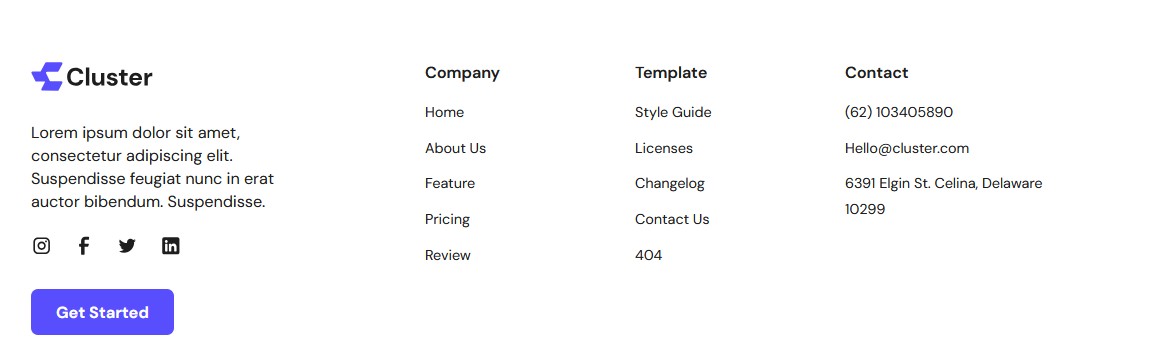 Cluster
Lorem ipsum dolor sit amet,
consectetur adipiscing elit.
Suspendisse feugiat nunc in erat
auctor bibendum. Suspendisse.
Get Started
Company
Home
About Us
Feature
Pricing
Review
Template
Style Guide
Licenses
Changelog
Contact Us
404
Contact
(62) 103405890
Hello@cluster.com
6391 Elgin St. Celina, Delaware
10299